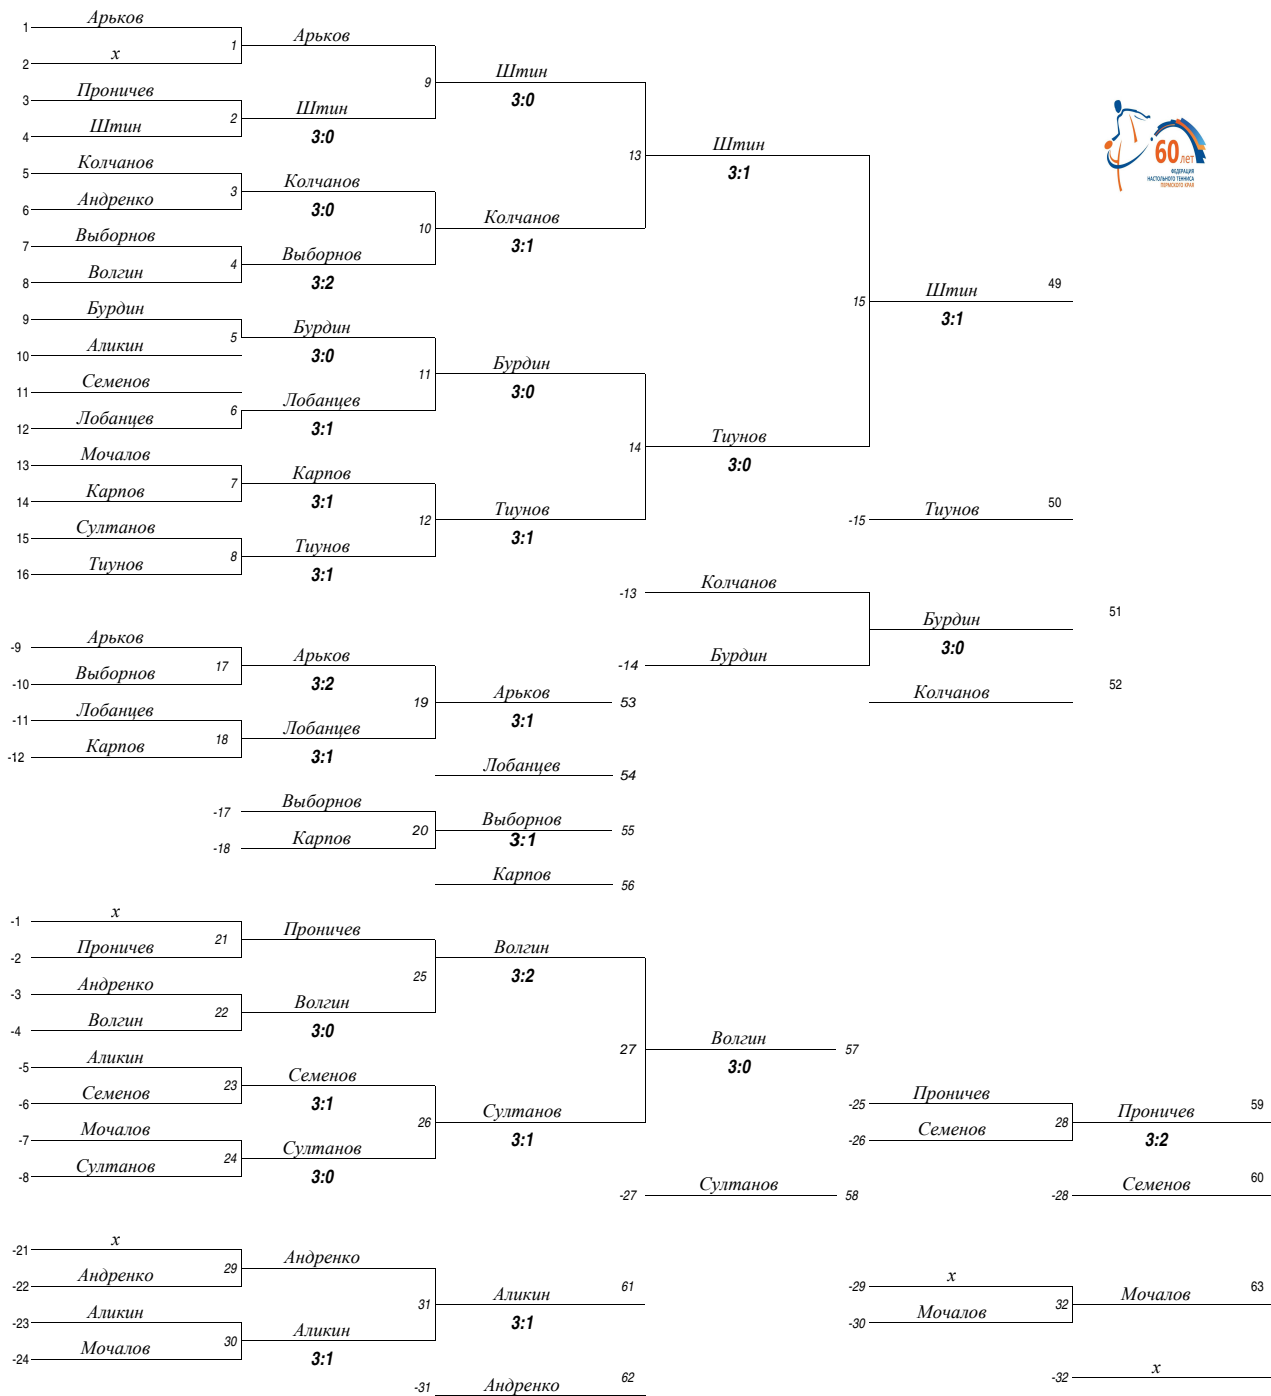 1 Арьков
2 х
1 Арьков
3 Проничев
4 Штин
2 Штин
3:0
9 Штин
3:0
5 Колчанов
6 Андренко
3 Колчанов
3:0
7 Выборнов
8 Волгин
4 Выборнов
3:2
10 Колчанов
3:1
13 Штин
3:1
9 Бурдин
10 Аликин
5 Бурдин
3:0
11 Семенов
12 Лобанцев
6 Лобанцев
3:1
11 Бурдин
3:0
13 Мочалов
14 Карпов
7 Карпов
3:1
15 Султанов
16 Тиунов
8 Тиунов
3:1
12 Тиунов
3:1
14 Тиунов
3:0
15 Штин 49
3:1
-15 Тиунов 50
60 лет
ФЕДЕРАЦИЯ
НАСТОЛЬНОГО ТЕННИСА
ПЕРМСКОГО КРАЯ
-13 Колчанов
-14 Бурдин
Бурдин 51
3:0
Колчанов 52
-9 Арьков
-10 Выборнов
17 Арьков
3:2
-11 Лобанцев
-12 Карпов
18 Лобанцев
3:1
19 Арьков 53
3:1
Лобанцев 54
-17 Выборнов
-18 Карпов
20 Выборнов 55
3:1
Карпов 56
-1 х
-2 Проничев
21 Проничев
-3 Андренко
-4 Волгин
22 Волгин
3:0
25 Волгин
3:2
-5 Аликин
-6 Семенов
23 Семенов
3:1
-7 Мочалов
-8 Султанов
24 Султанов
3:0
26 Султанов
3:1
27 Волгин 57
3:0
-27 Султанов 58
-25 Проничев
-26 Семенов
28 Проничев 59
3:2
-28 Семенов 60
-21 х
-22 Андренко
29 Андренко
-23 Аликин
-24 Мочалов
30 Аликин
3:1
31 Аликин 61
3:1
-31 Андренко 62
-29 х
-30 Мочалов
32 Мочалов 63
-32 х